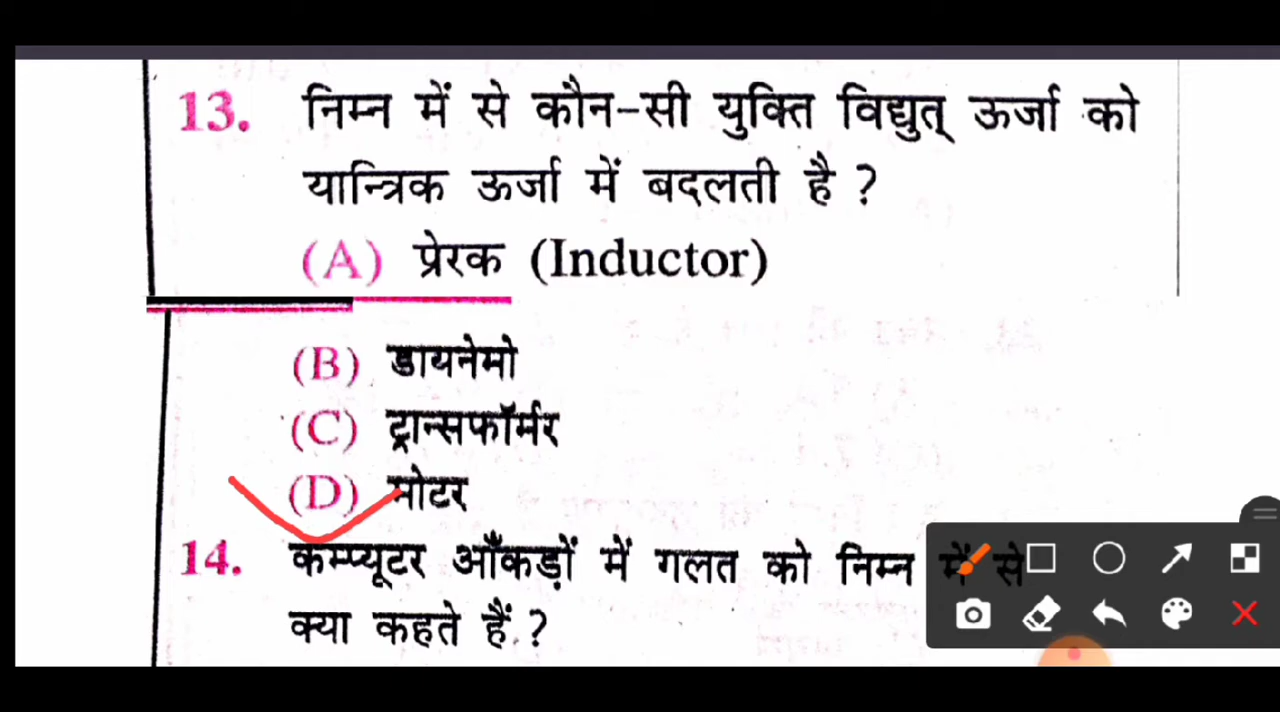 13. निम्न में से कौन-सी युक्ति विद्युत् ऊर्जा को
यान्त्रिक ऊर्जा में बदलती है ?
(A) प्रेरक (Inductor)
(B) डायनेमो
(C) ट्रान्सफॉर्मर
(D) मोटर
14. कम्प्यूटर आँकड़ों में गलत को निम्न में से
क्या कहते हैं ?